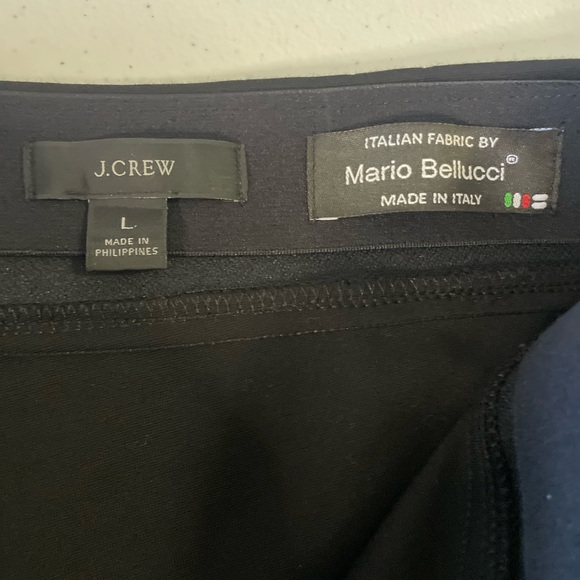 J.CREW
L
MADE IN
PHILIPPINES
ITALIAN FABRIC BY
Mario Bellucci®
MADE IN ITALY